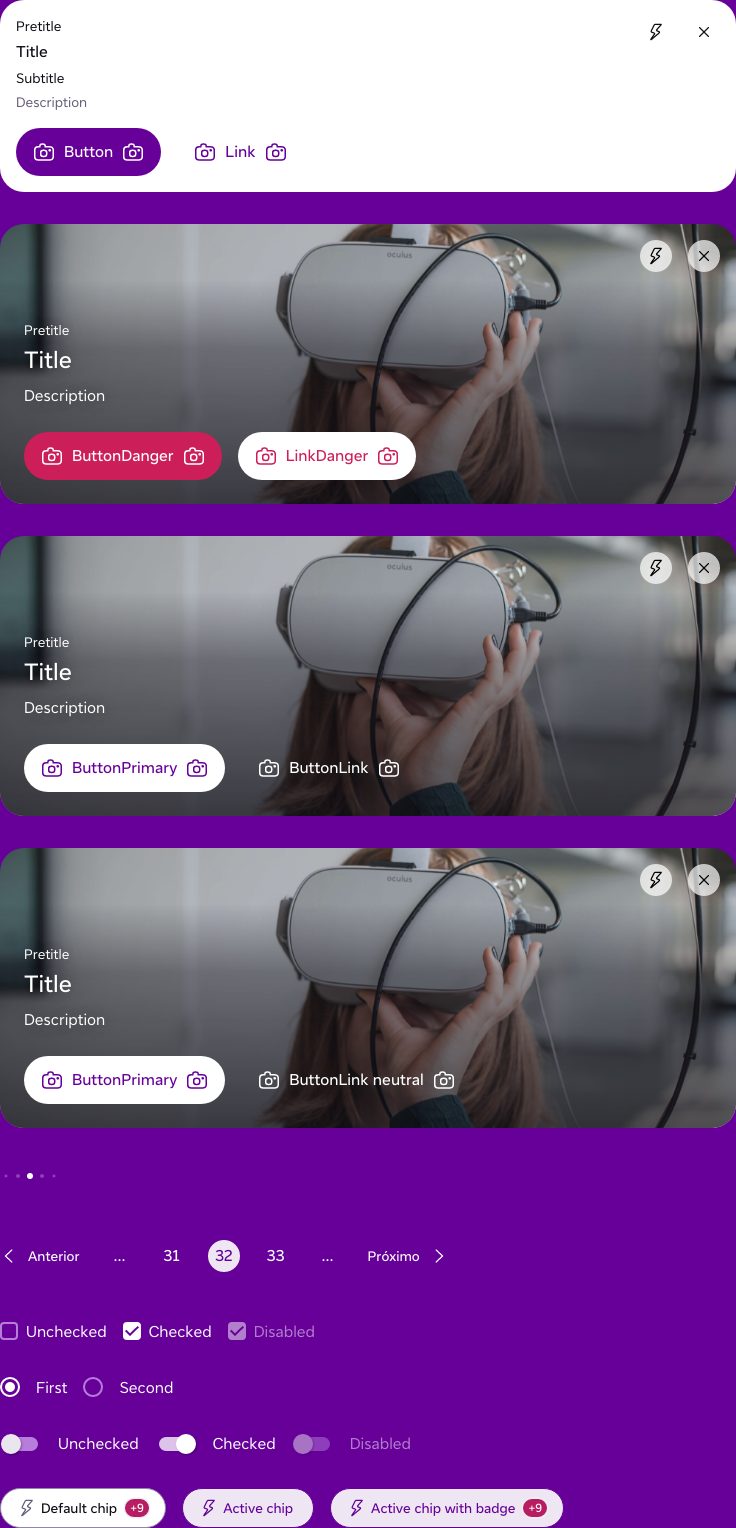 Pretitle
Title
Subtitle
Description
Button Link
oculus
Pretitle
Title
Description
ButtonDanger LinkDanger
oculus
Pretitle
Title
Description
ButtonPrimary ButtonLink
oculus
Pretitle
Title
Description
ButtonPrimary ButtonLink neutral
Anterior ... 31 32 33 ... Próximo
Unchecked Checked Disabled
First Second
Unchecked Checked Disabled
Default chip +9 Active chip Active chip with badge +9